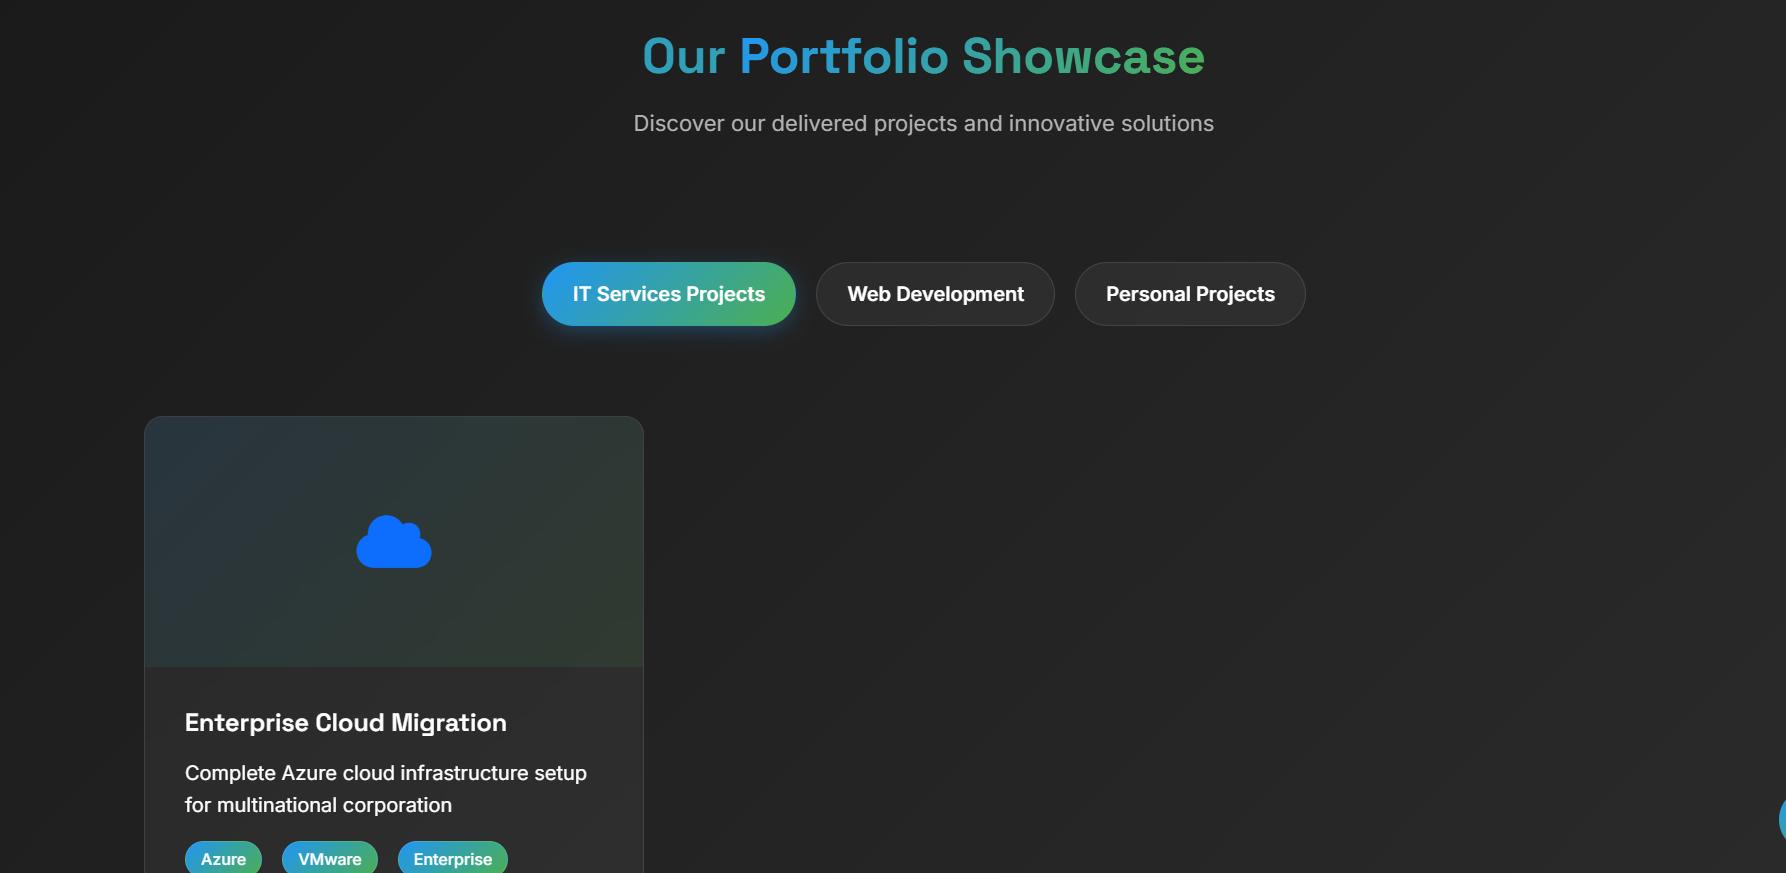 Our Portfolio Showcase
Discover our delivered projects and innovative solutions
IT Services Projects
Web Development
Personal Projects
Enterprise Cloud Migration
Complete Azure cloud infrastructure setup
for multinational corporation
Azure
VMware
Enterprise